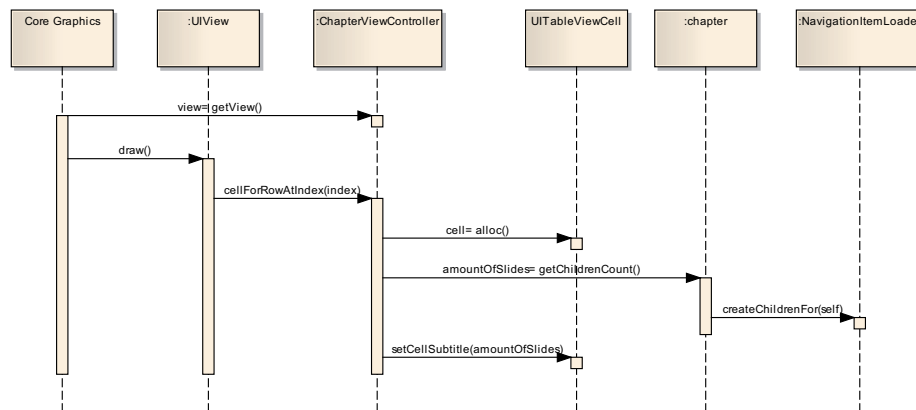 Core Graphics
:UIView
:ChapterViewController
UITableViewCell
:chapter
:NavigationItemLoade
view= getView()
draw()
cellForRowAtIndex(index)
cell= alloc()
amountOfSlides= getChildrenCount()
createChildrenFor(self)
setCellSubtitle(amountOfSlides)